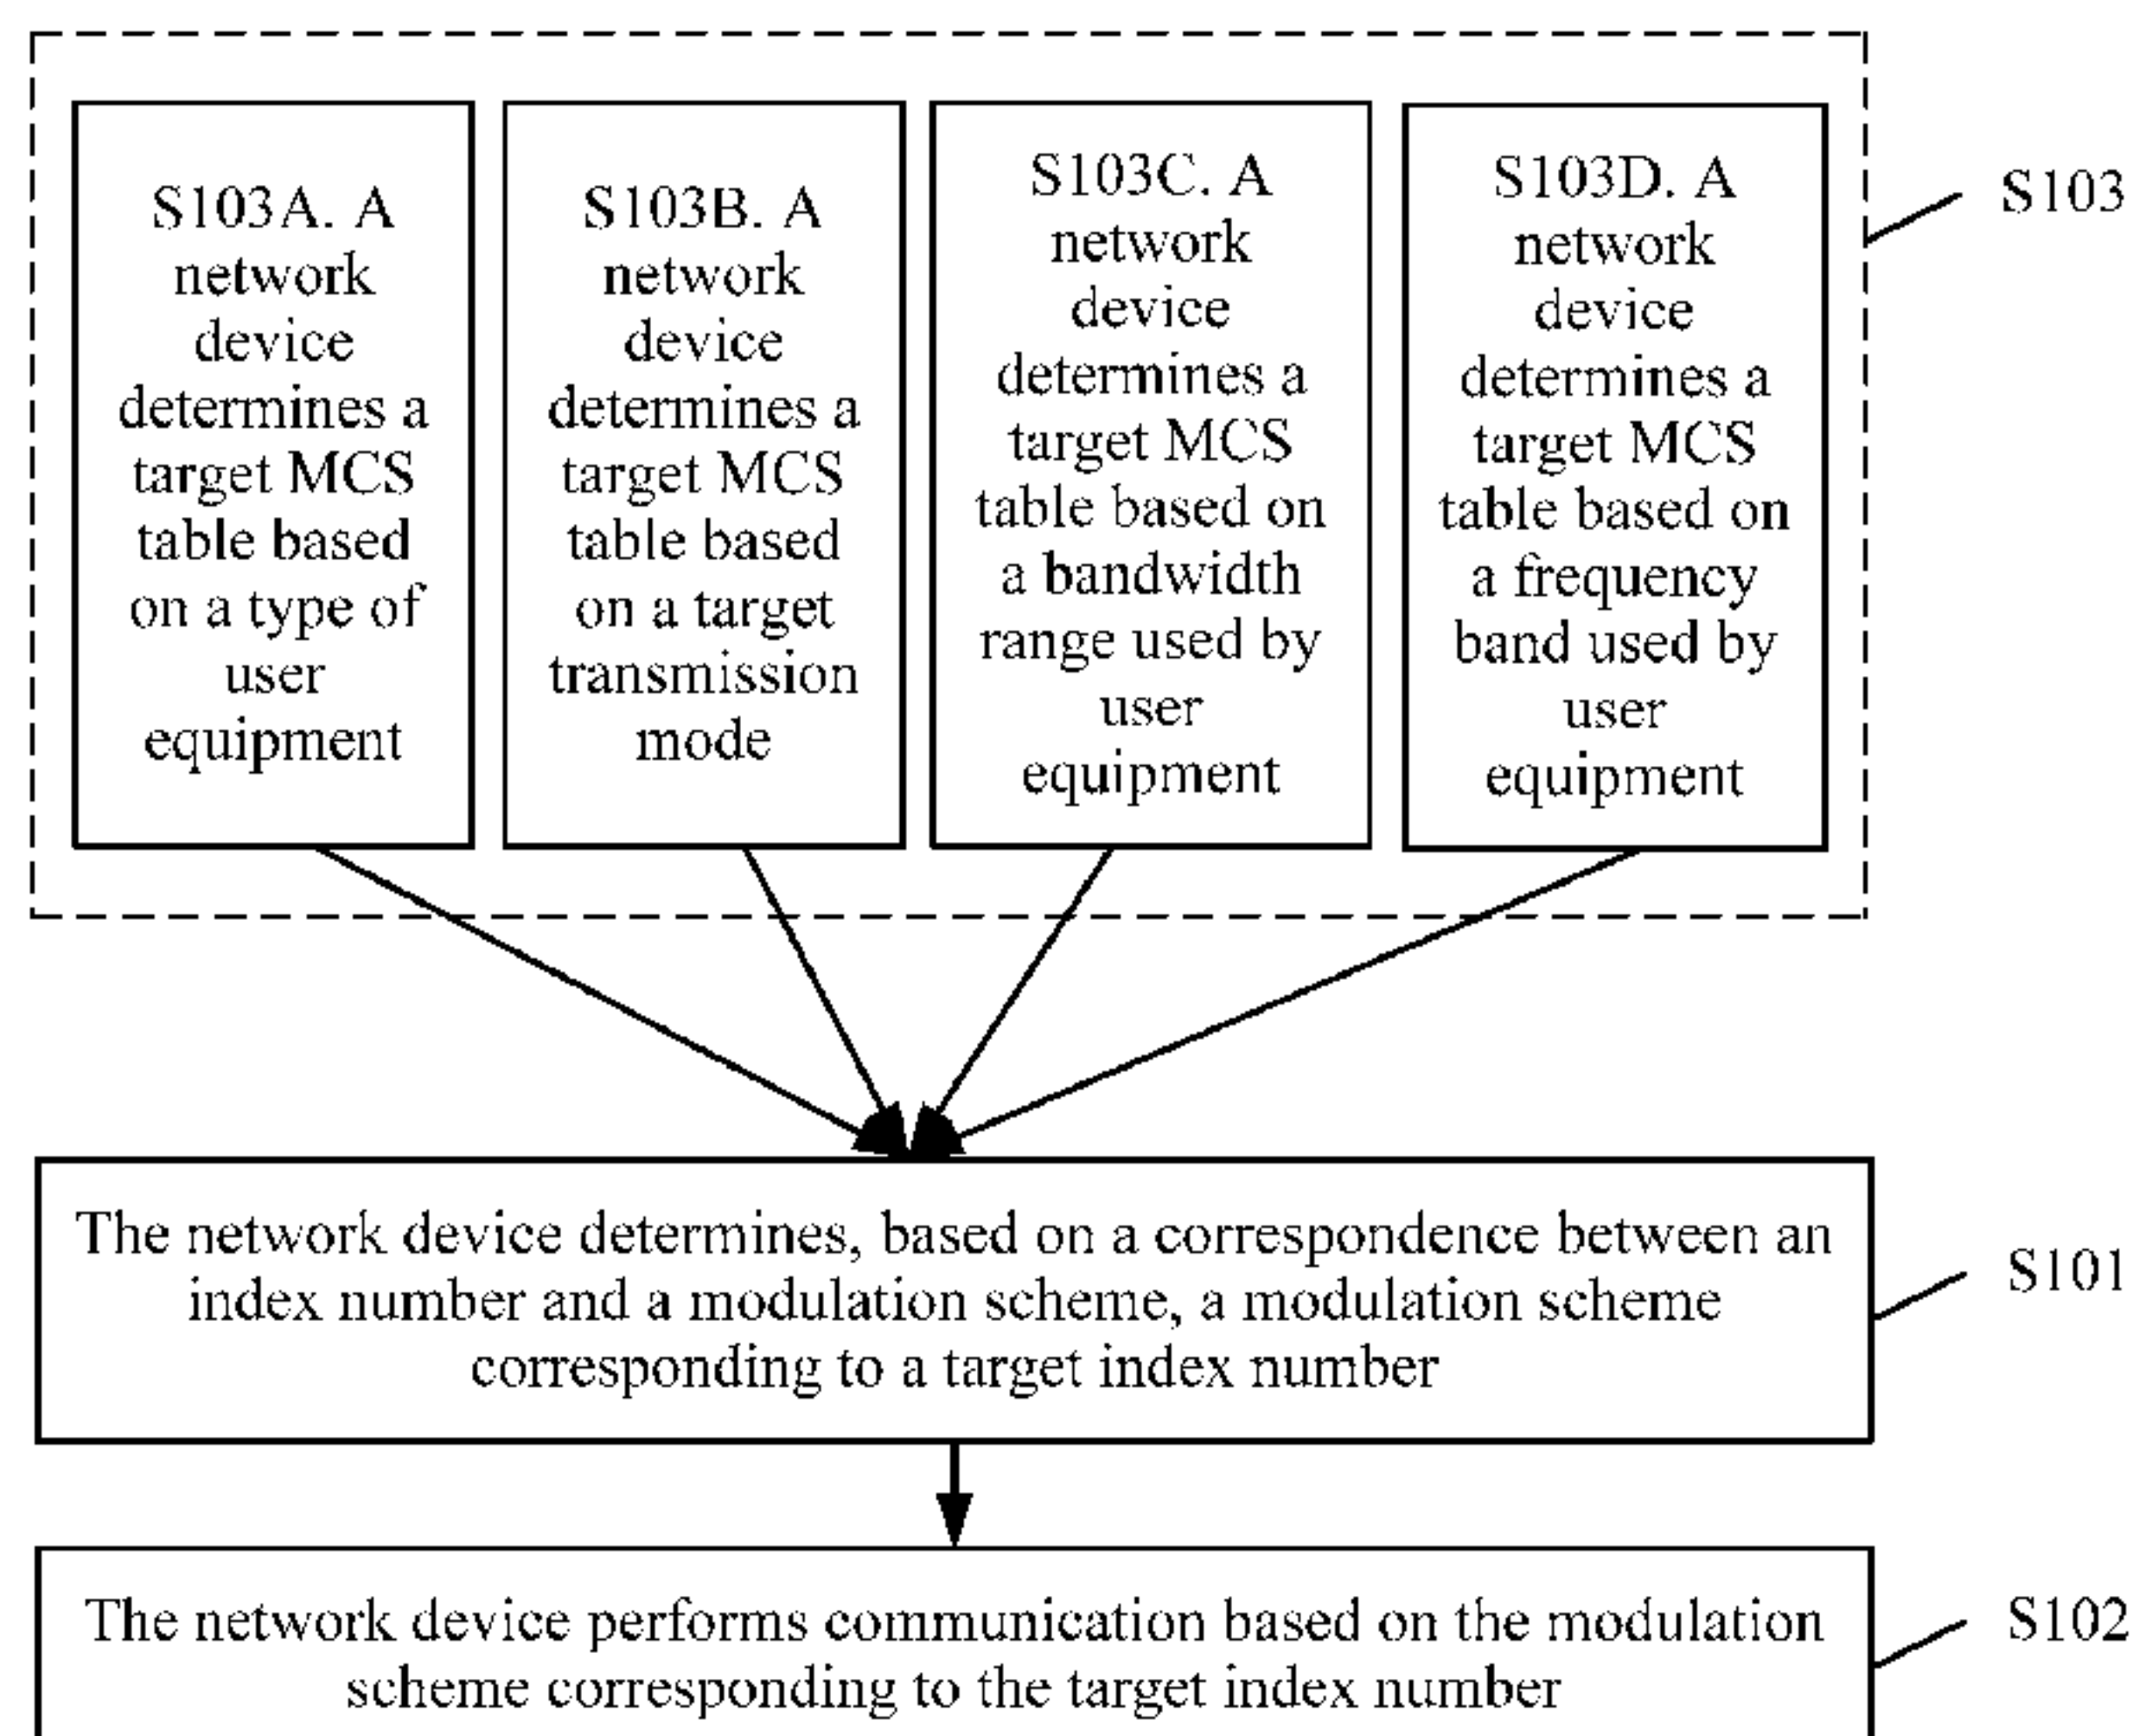 S103A. A
network
device
determines a
target MCS
table based
on a type of
user
equipment
S103B. A
network
device
determines a
target MCS
table based
on a target
transmission
mode
S103C. A
network
device
determines a
target MCS
table based on
a bandwidth
range used by
user
equipment
S103D. A
network
device
determines a
target MCS
table based on
a frequency
band used by
user
equipment
S103
The network device determines, based on a correspondence between an
index number and a modulation scheme, a modulation scheme
corresponding to a target index number
S101
The network device performs communication based on the modulation
scheme corresponding to the target index number
S102